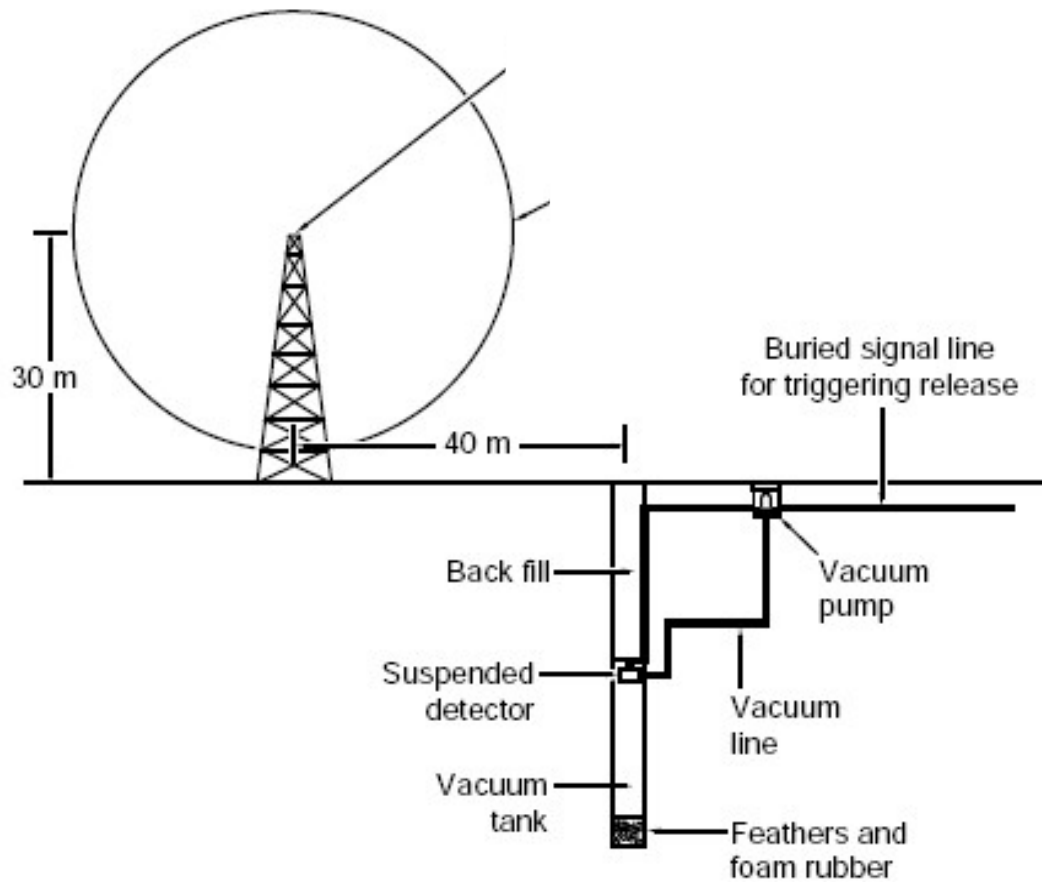 30 m
40 m
Buried signal line
for triggering release
Back fill
Vacuum
pump
Suspended
detector
Vacuum
line
Vacuum
tank
Feathers and
foam rubber